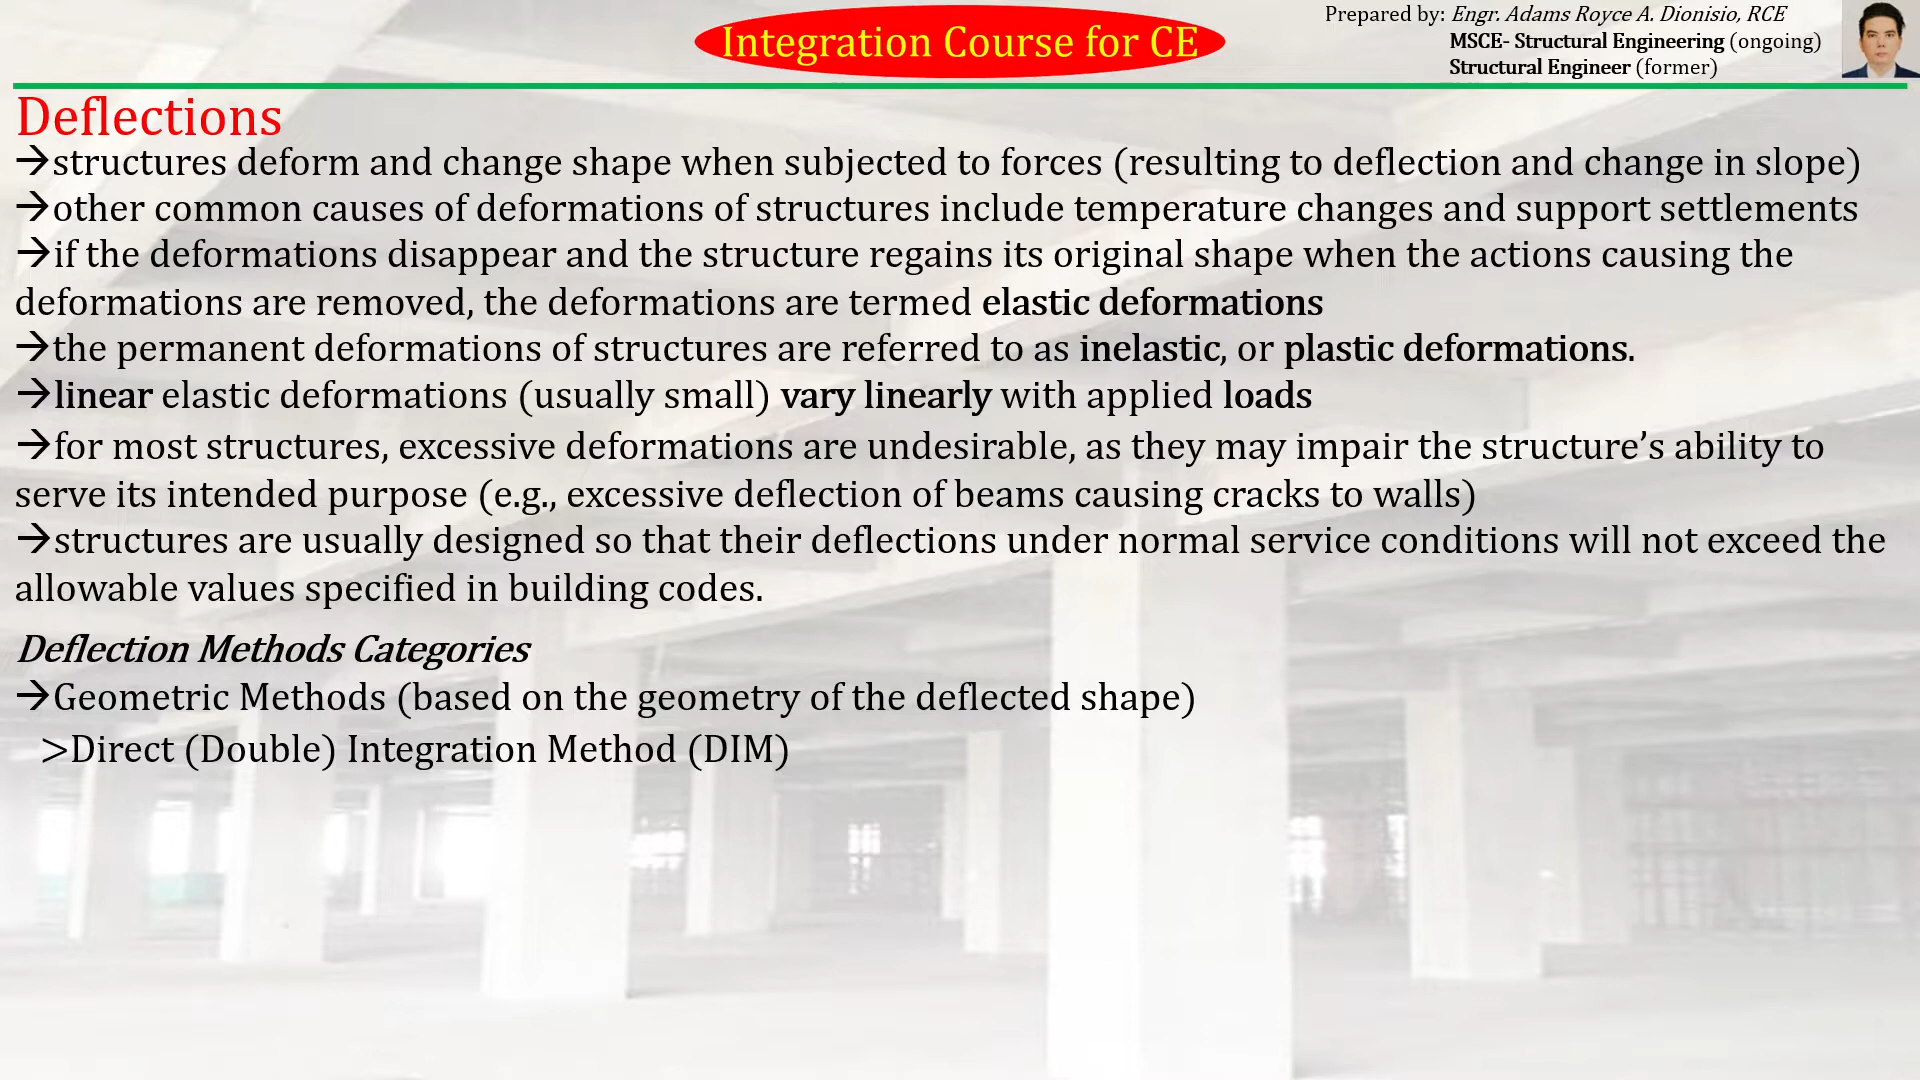 Integration Course for CE
Prepared by: Engr. Adams Royce A. Dionisio, RCE
MSCE- Structural Engineering (ongoing)
Structural Engineer (former)
Deflections
→structures deform and change shape when subjected to forces (resulting to deflection and change in slope)
→other common causes of deformations of structures include temperature changes and support settlements
→if the deformations disappear and the structure regains its original shape when the actions causing the
deformations are removed, the deformations are termed elastic deformations
→the permanent deformations of structures are referred to as inelastic, or plastic deformations.
→linear elastic deformations (usually small) vary linearly with applied loads
→for most structures, excessive deformations are undesirable, as they may impair the structure’s ability to
serve its intended purpose (e.g., excessive deflection of beams causing cracks to walls)
→structures are usually designed so that their deflections under normal service conditions will not exceed the
allowable values specified in building codes.
Deflection Methods Categories
→Geometric Methods (based on the geometry of the deflected shape)
>Direct (Double) Integration Method (DIM)